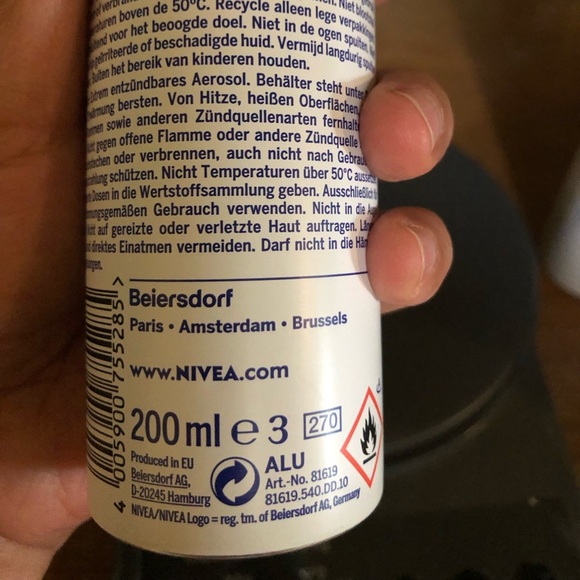 turen boven de 50°C. Recycle alleen lege
voor het beoogde doel. Niet in de ogen spuiten.
geïrriteerde of beschadigde huid. Vermijd langdurig
Buiten het bereik van kinderen houden.
Extrem entzündbares Aerosol. Behälter steht unter
bersten. Von Hitze, heißen Oberflächen,
sowie anderen Zündquellenarten fernhalten
gegen offene Flamme oder andere Zündquelle
oder verbrennen, auch nicht nach Gebrauch
schützen. Nicht Temperaturen über 50°C
Dosen in die Wertstoffsammlung geben. Ausschließlich
gemäßen Gebrauch verwenden. Nicht in die
auf gereizte oder verletzte Haut auftragen.
direktes Einatmen vermeiden. Darf nicht in die
Beiersdorf
Paris • Amsterdam • Brussels
www.NIVEA.com
200 ml ℮ 3 270
Produced in EU
Beiersdorf AG,
D-20245 Hamburg
ALU
Art.-No. 81619
81619.540.DD.10
NIVEA/NIVEA Logo = reg. tm. of Beiersdorf AG, Germany
4 005900 755285 >